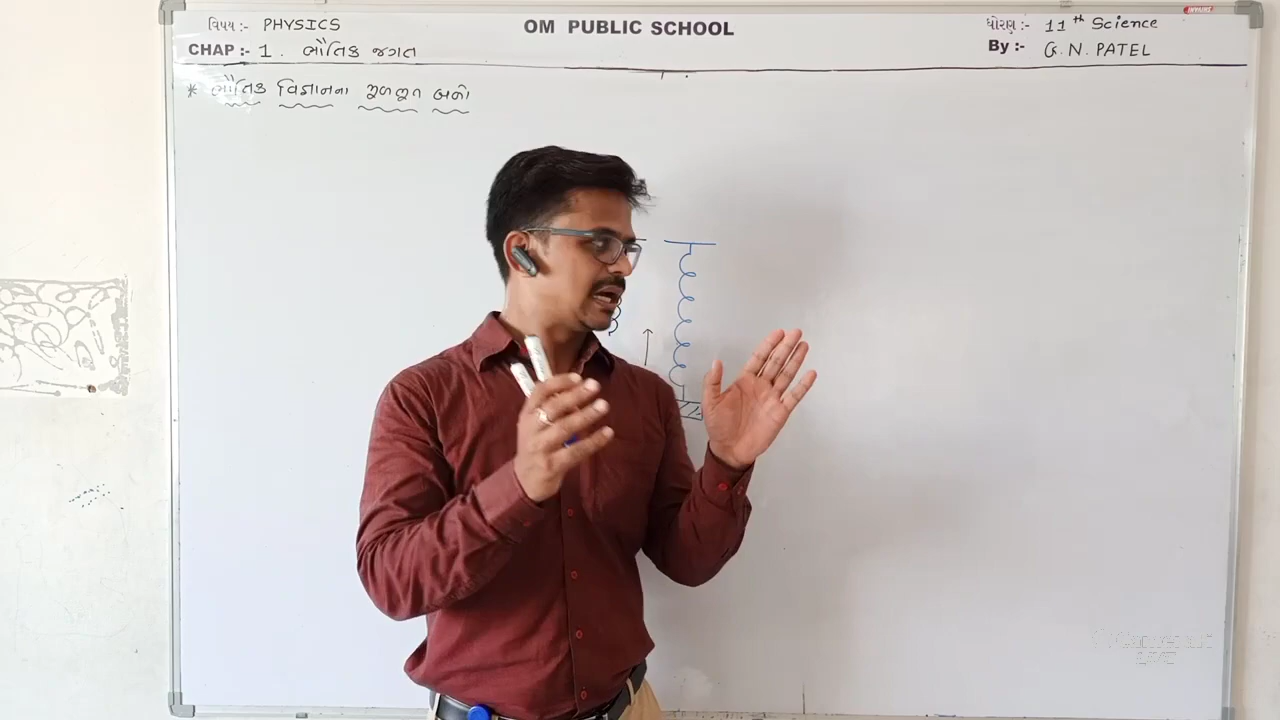 વિષય :- PHYSICS
OM PUBLIC SCHOOL
ધોરણ :- 11th Science
CHAP :- 1. ભૌતિક જગત
By :- G. N. PATEL
* ભૌતિક વિજ્ઞાનના મૂળભૂત બળો